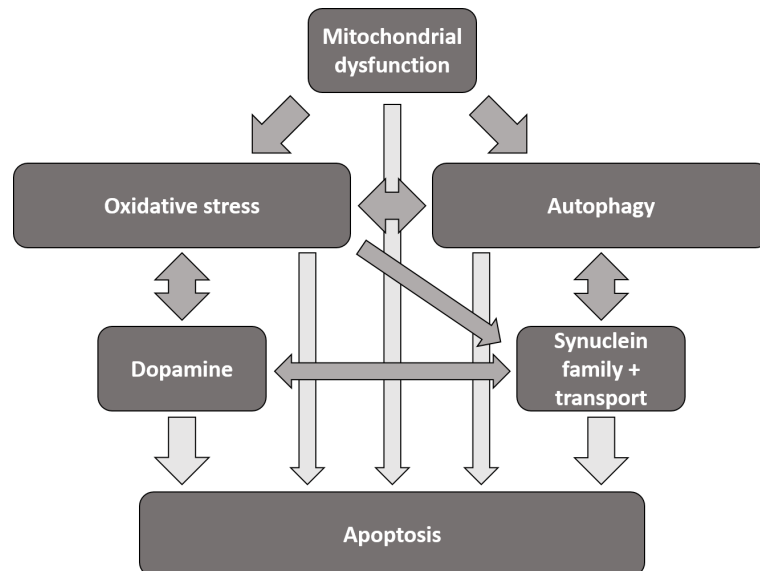 Mitochondrial
dysfunction
Oxidative stress
Autophagy
Dopamine
Synuclein
family +
transport
Apoptosis